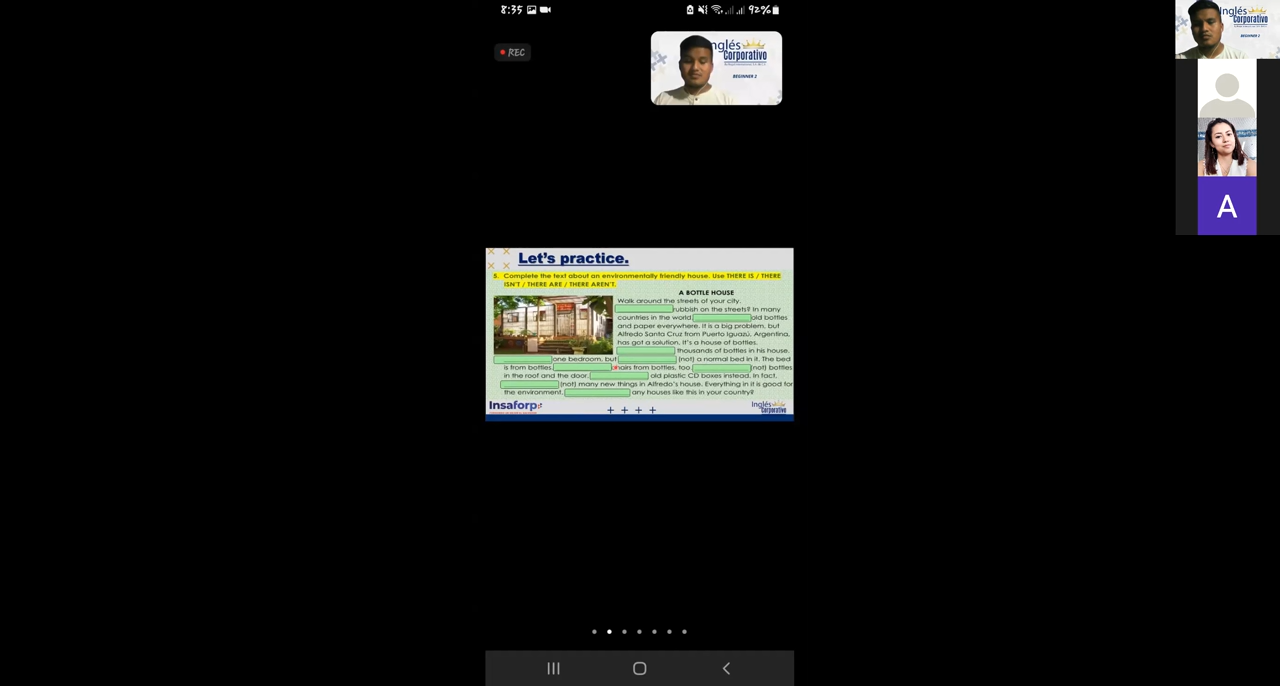 8:35
92%
REC
Inglés
Corporativo
BEGINNER 2
nglés
Corporativo
BEGINNER 2
A
Let's practice.
5. Complete the text about an environmentally friendly house. Use THERE IS / THERE
ISN'T / THERE ARE / THERE AREN'T.
A BOTTLE HOUSE
Walk around the streets of your city.
rubbish on the streets? In many
countries in the world old bottles
and paper everywhere. It is a big problem, but
Alfredo Santa Cruz from Puerto Iguazú, Argentina,
has got a solution. It's a house of bottles.
thousands of bottles in his house.
one bedroom, but (not) a normal bed in it. The bed
is from bottles. chairs from bottles, too. (not) bottles
in the roof and the door. old plastic CD boxes instead. In fact,
(not) many new things in Alfredo's house. Everything in it is good for
the environment. any houses like this in your country?
Insaforp
Inglés
Corporativo